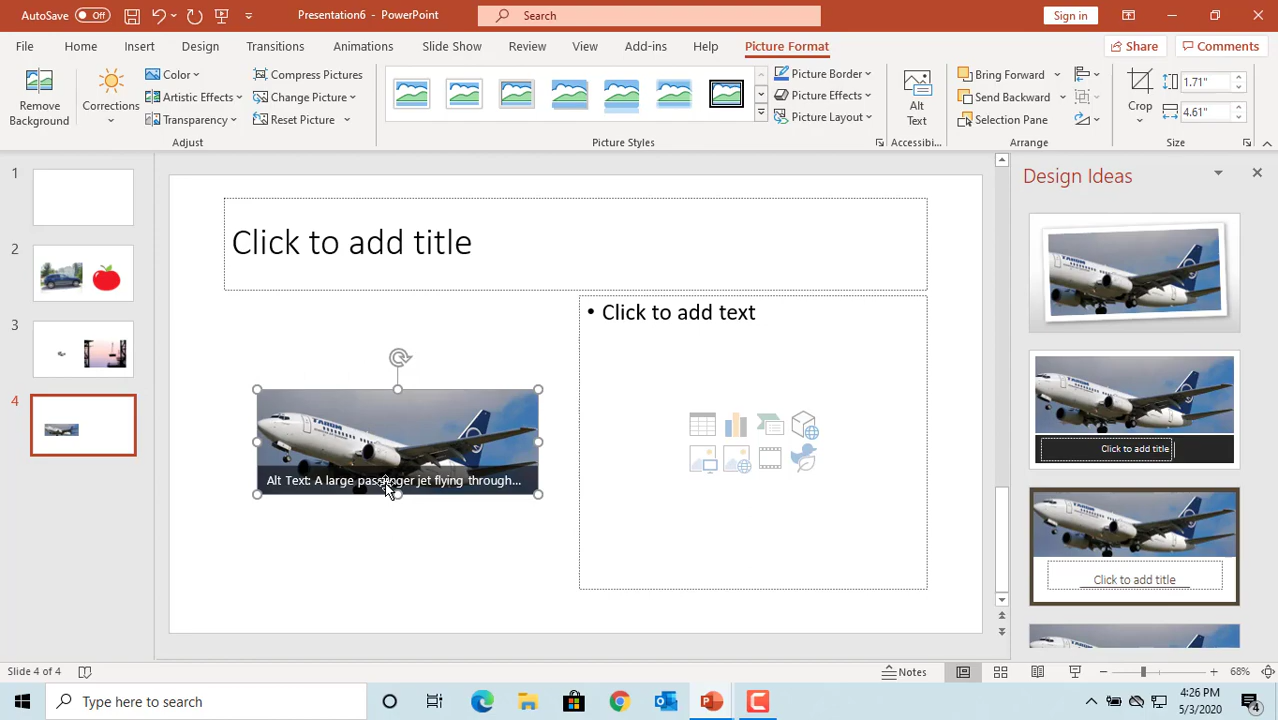 AutoSave Off Presentation6 - PowerPoint Search Sign in
File Home Insert Design Transitions Animations Slide Show Review View Add-ins Help Picture Format Share Comments
Remove Background
Corrections
Color
Artistic Effects
Transparency
Compress Pictures
Change Picture
Reset Picture
Adjust
Picture Border
Picture Effects
Picture Layout
Picture Styles
Alt Text
Accessibi...
Bring Forward
Send Backward
Selection Pane
Arrange
Crop
1.71"
4.61"
Size
1
2
3
4
Click to add title
• Click to add text
TAROM
Alt Text: A large passenger jet flying through...
Design Ideas
Click to add title
Click to add title
Slide 4 of 4
Notes
68%
Type here to search
4:26 PM
5/3/2020
4